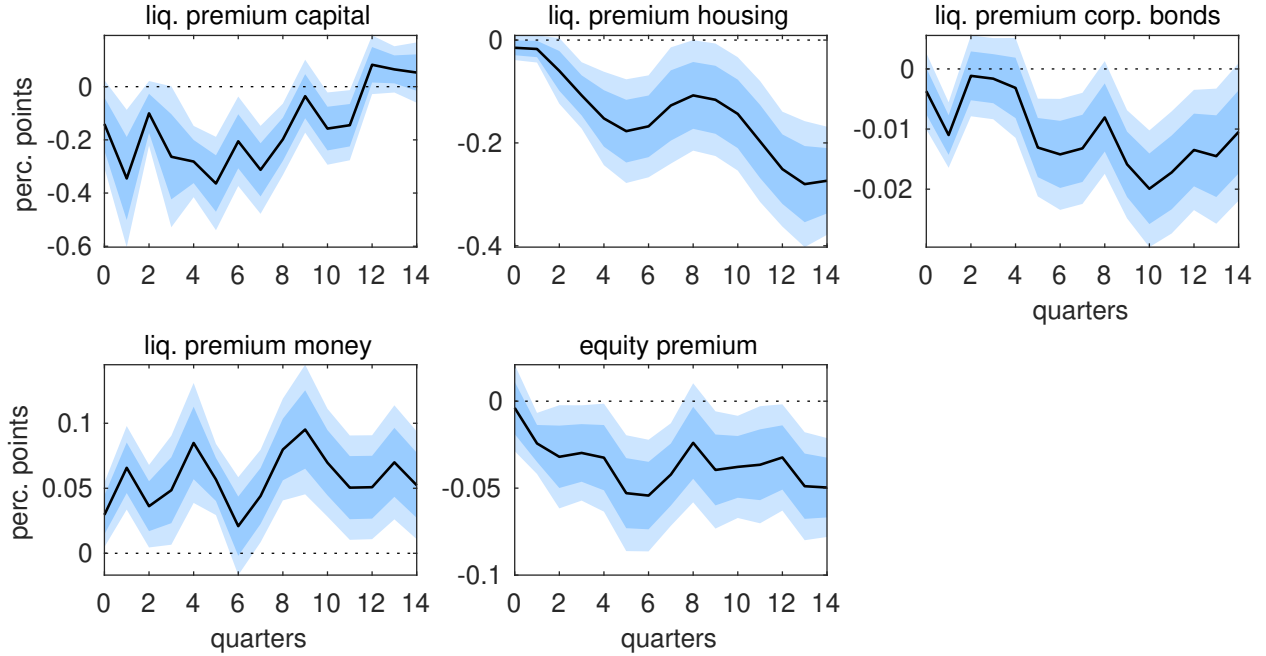 liq. premium capital
perc. points
0
-0.2
-0.4
-0.6
0 2 4 6 8 10 12 14
liq. premium housing
0
-0.2
-0.4
0 2 4 6 8 10 12 14
liq. premium corp. bonds
0
-0.01
-0.02
0 2 4 6 8 10 12 14
quarters
liq. premium money
perc. points
0.1
0.05
0
0 2 4 6 8 10 12 14
quarters
equity premium
0
-0.05
-0.1
0 2 4 6 8 10 12 14
quarters